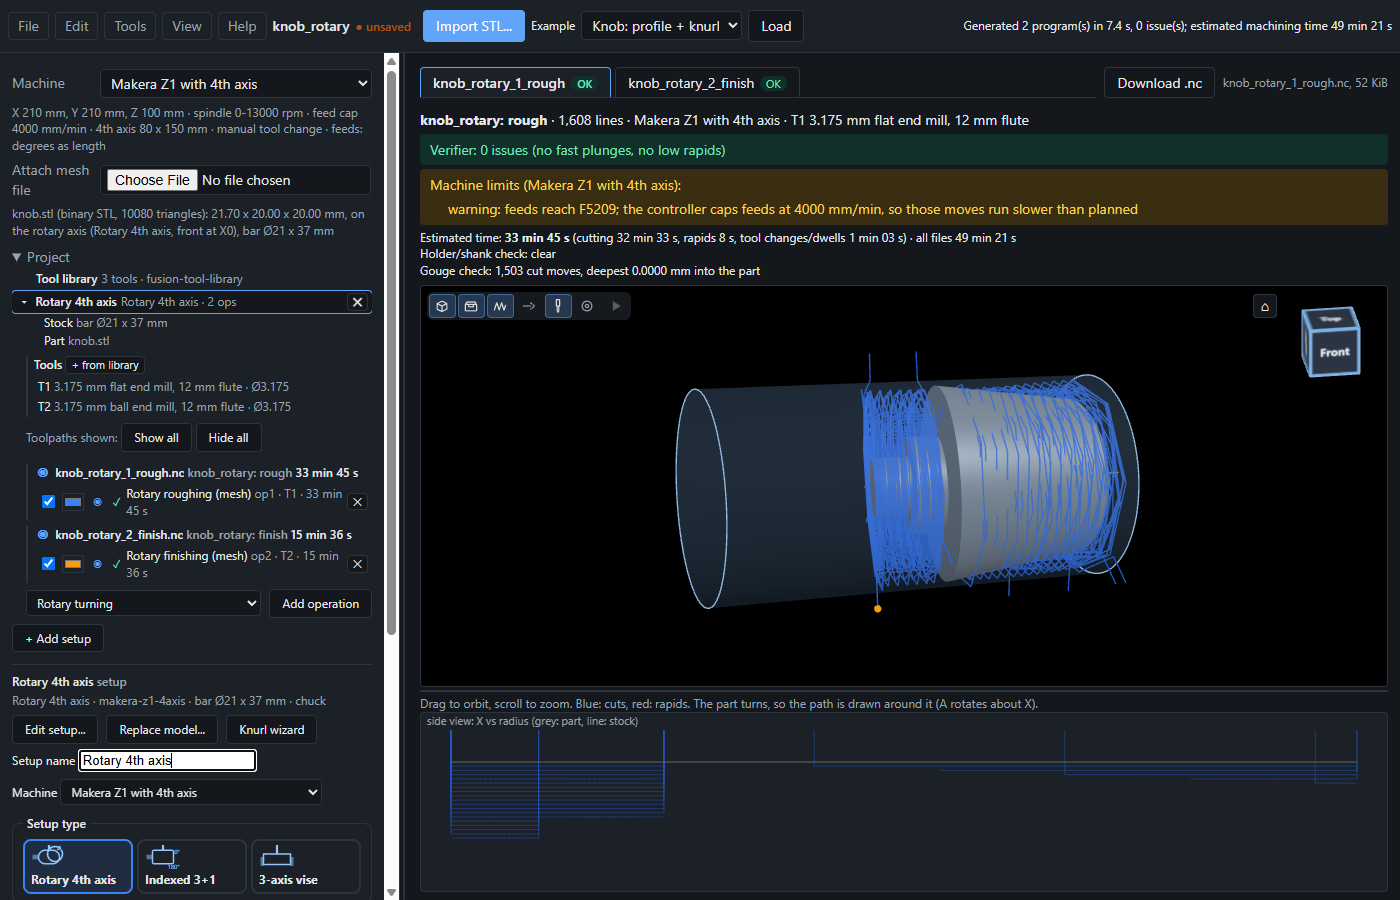 File Edit Tools View Help knob_rotary ● unsaved Import STL... Example Knob: profile + knurl Load Generated 2 program(s) in 7.4 s, 0 issue(s); estimated machining time 49 min 21 s
Machine Makera Z1 with 4th axis
X 210 mm, Y 210 mm, Z 100 mm · spindle 0-13000 rpm · feed cap
4000 mm/min · 4th axis 80 x 150 mm · manual tool change · feeds:
degrees as length
Attach mesh
file
Choose File No file chosen
knob.stl (binary STL, 10080 triangles): 21.70 x 20.00 x 20.00 mm, on
the rotary axis (Rotary 4th axis, front at X0), bar Ø21 x 37 mm
Project
Tool library 3 tools · fusion-tool-library
Rotary 4th axis Rotary 4th axis · 2 ops
Stock bar Ø21 x 37 mm
Part knob.stl
Tools + from library
T1 3.175 mm flat end mill, 12 mm flute · Ø3.175
T2 3.175 mm ball end mill, 12 mm flute · Ø3.175
Toolpaths shown: Show all Hide all
knob_rotary_1_rough.nc knob_rotary: rough 33 min 45 s
Rotary roughing (mesh) op1 · T1 · 33 min
45 s
knob_rotary_2_finish.nc knob_rotary: finish 15 min 36 s
Rotary finishing (mesh) op2 · T2 · 15 min
36 s
Rotary turning Add operation
+ Add setup
Rotary 4th axis setup
Rotary 4th axis · makera-z1-4axis · bar Ø21 x 37 mm · chuck
Edit setup... Replace model... Knurl wizard
Setup name Rotary 4th axis
Machine Makera Z1 with 4th axis
Setup type
180°
Rotary 4th axis Indexed 3+1 3-axis vise
knob_rotary_1_rough OK knob_rotary_2_finish OK Download .nc knob_rotary_1_rough.nc, 52 KiB
knob_rotary: rough · 1,608 lines · Makera Z1 with 4th axis · T1 3.175 mm flat end mill, 12 mm flute
Verifier: 0 issues (no fast plunges, no low rapids)
Machine limits (Makera Z1 with 4th axis):
warning: feeds reach F5209; the controller caps feeds at 4000 mm/min, so those moves run slower than planned
Estimated time: 33 min 45 s (cutting 32 min 33 s, rapids 8 s, tool changes/dwells 1 min 03 s) · all files 49 min 21 s
Holder/shank check: clear
Gouge check: 1,503 cut moves, deepest 0.0000 mm into the part
Top
Front
Drag to orbit, scroll to zoom. Blue: cuts, red: rapids. The part turns, so the path is drawn around it (A rotates about X).
side view: X vs radius (grey: part, line: stock)